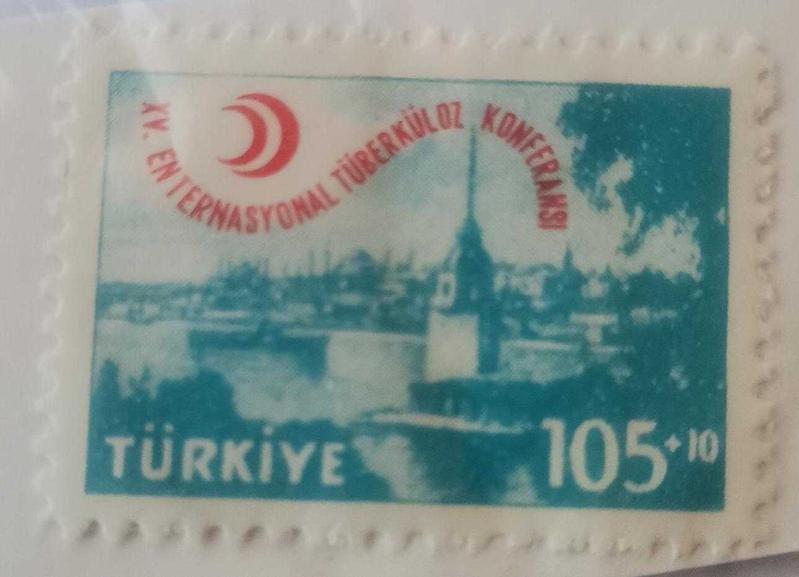 XV. ENTERNASYONAL TÜBERKÜLOZ KONFERANSI
TÜRKİYE
105+10